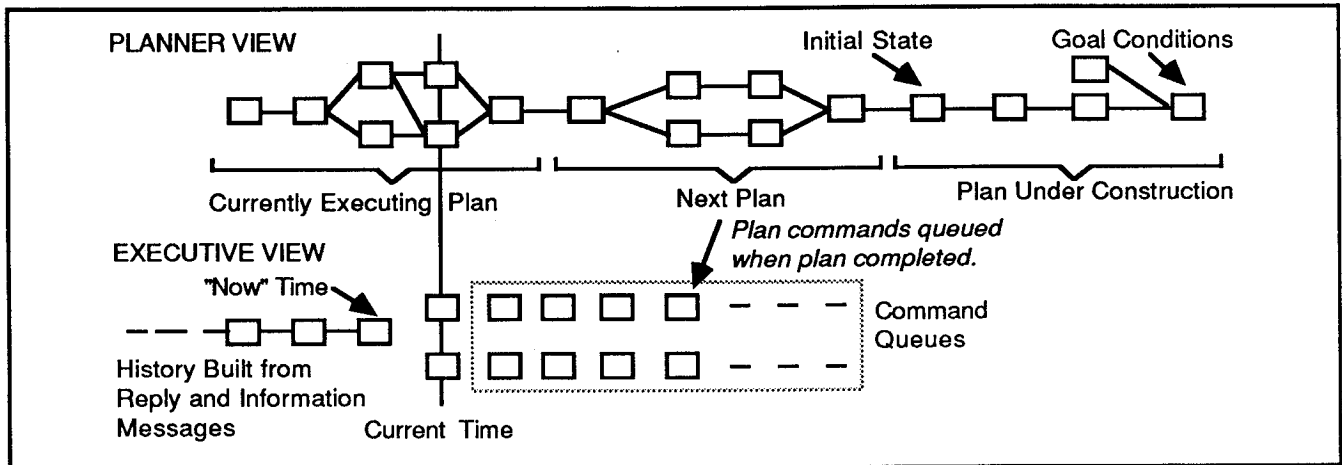 PLANNER VIEW
Initial State
Goal Conditions
Currently Executing Plan
Next Plan
Plan Under Construction
Plan commands queued
when plan completed.
EXECUTIVE VIEW
"Now" Time
Command
Queues
History Built from
Reply and Information
Messages
Current Time